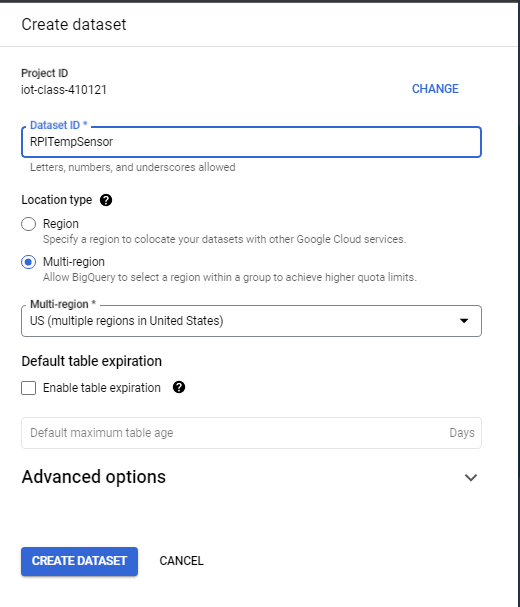 Create dataset
Project ID
iot-class-410121
CHANGE
Dataset ID *
RPITempSensor
Letters, numbers, and underscores allowed
Location type
Region
Specify a region to colocate your datasets with other Google Cloud services.
Multi-region
Allow BigQuery to select a region within a group to achieve higher quota limits.
Multi-region *
US (multiple regions in United States)
Default table expiration
Enable table expiration
Default maximum table age Days
Advanced options
CREATE DATASET CANCEL